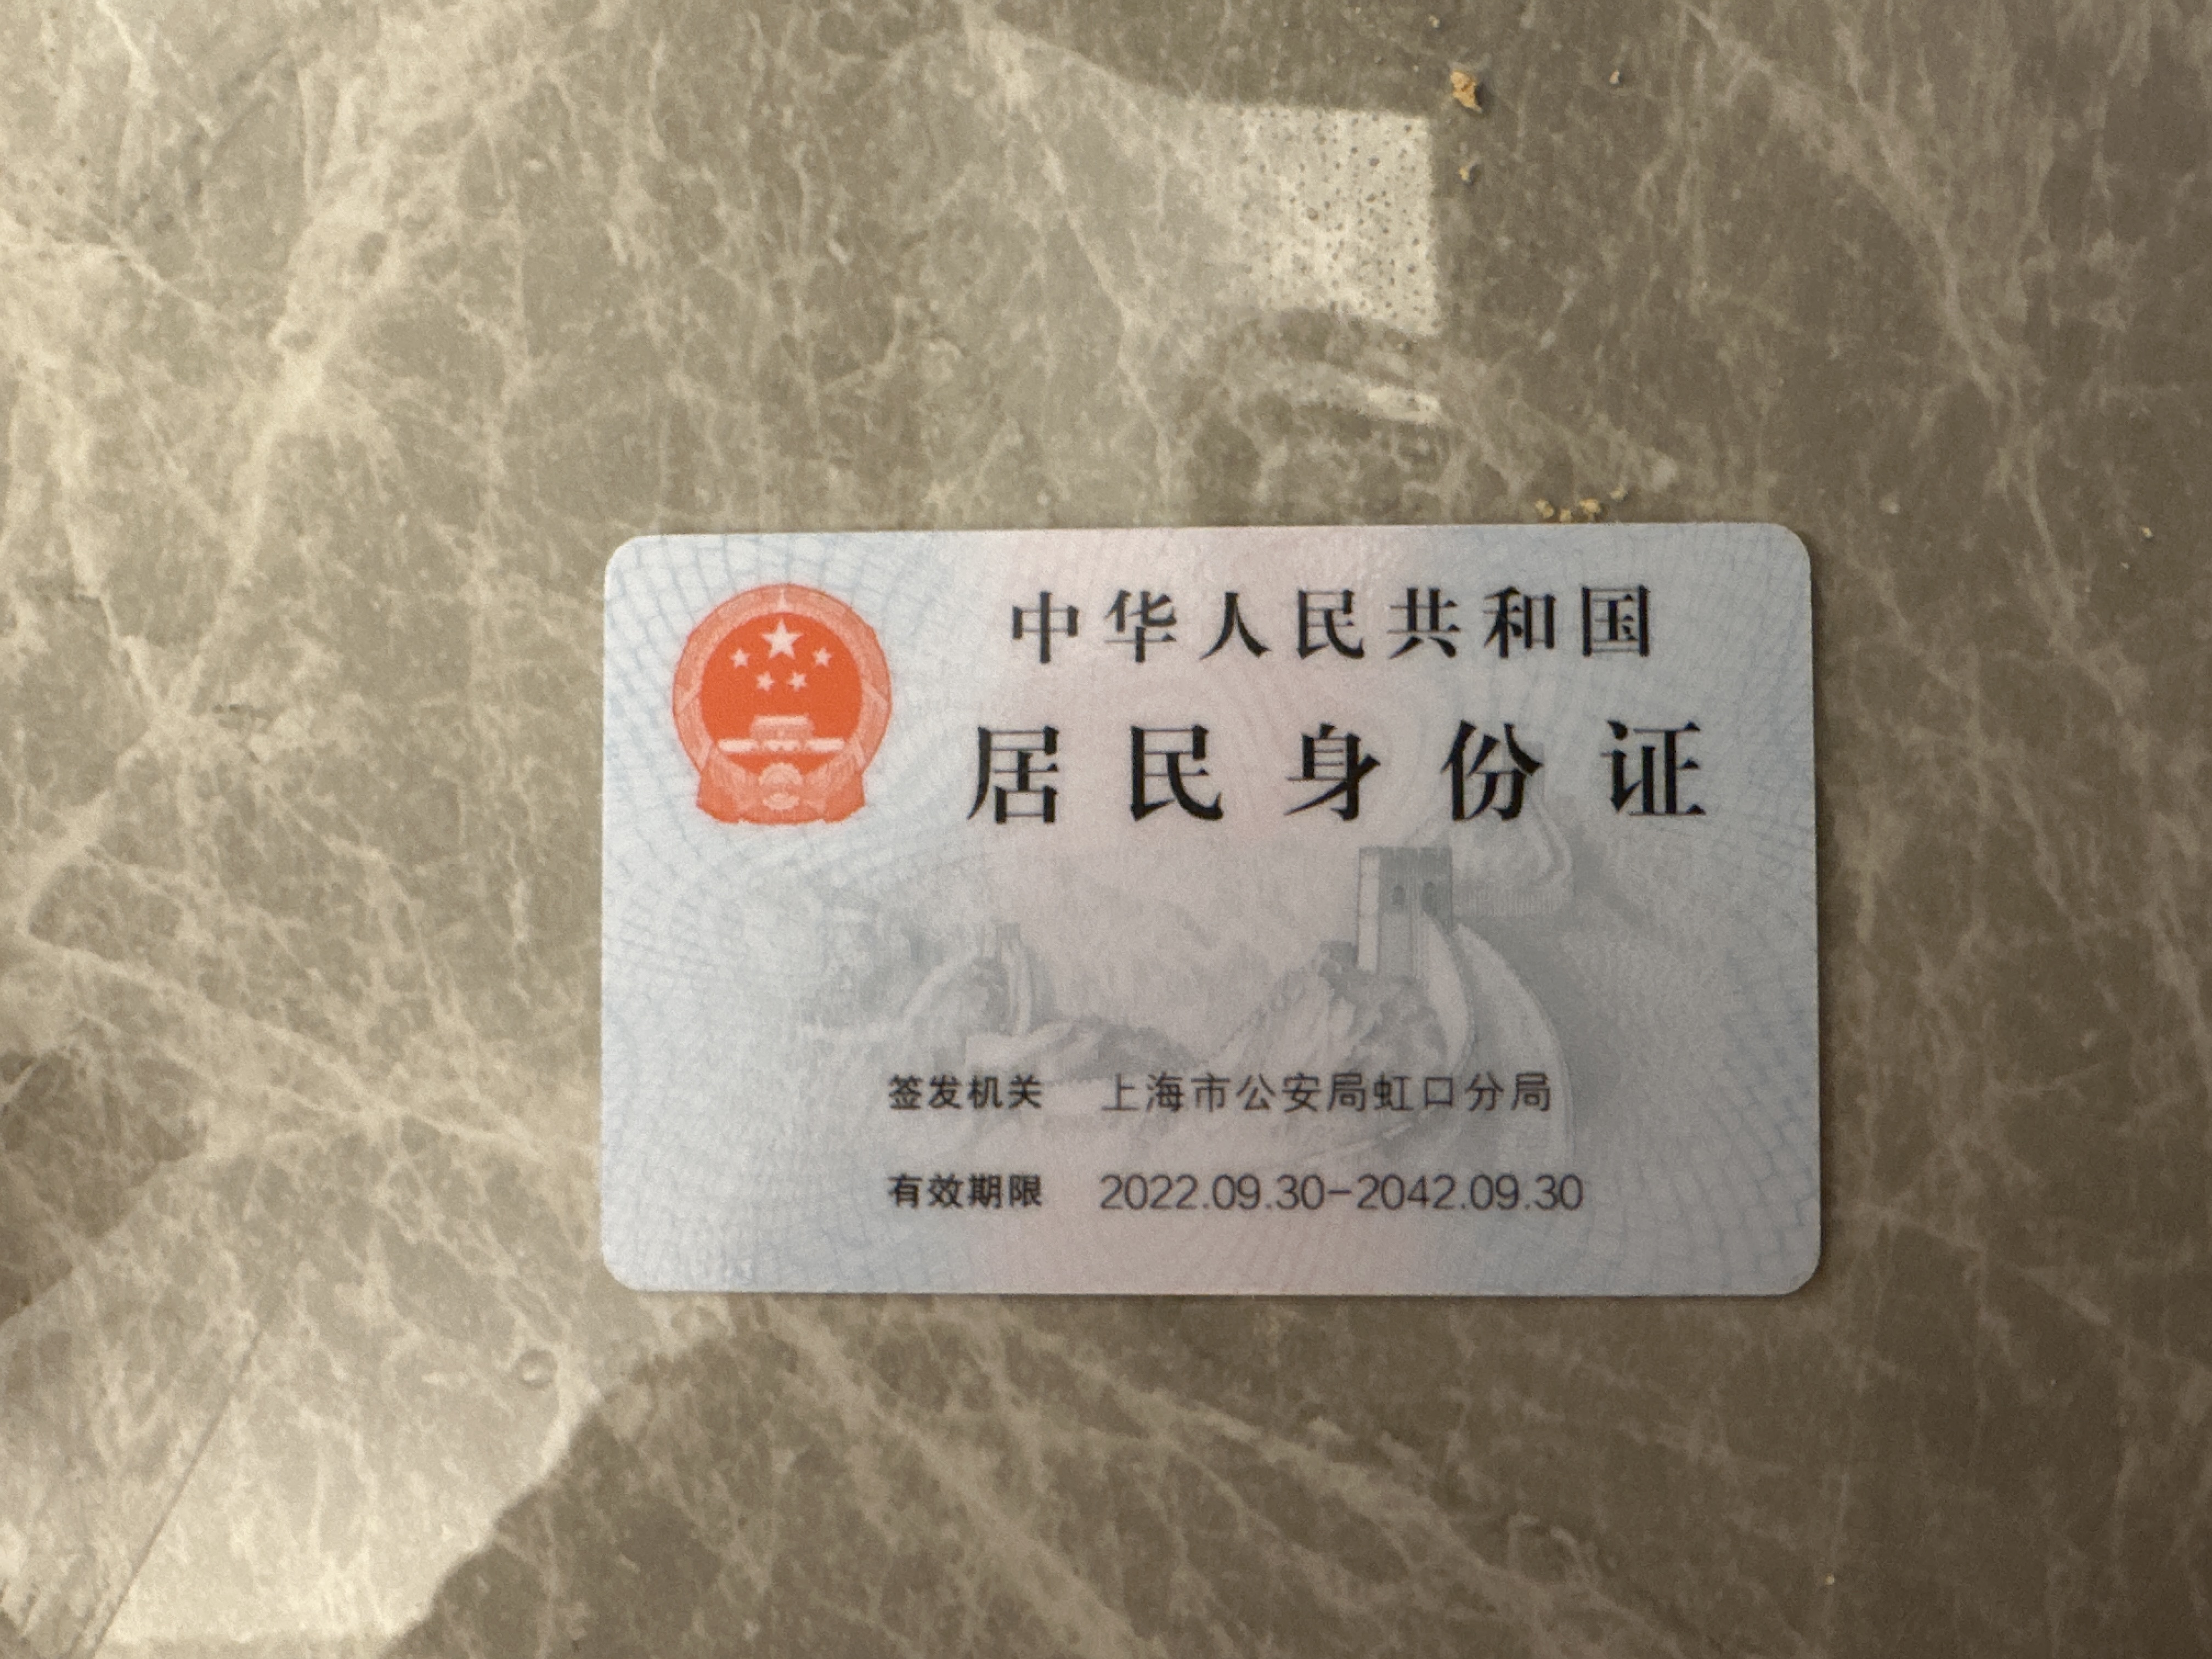 中华人民共和国
居民身份证
签发机关 上海市公安局虹口分局
有效期限 2022.09.30-2042.09.30